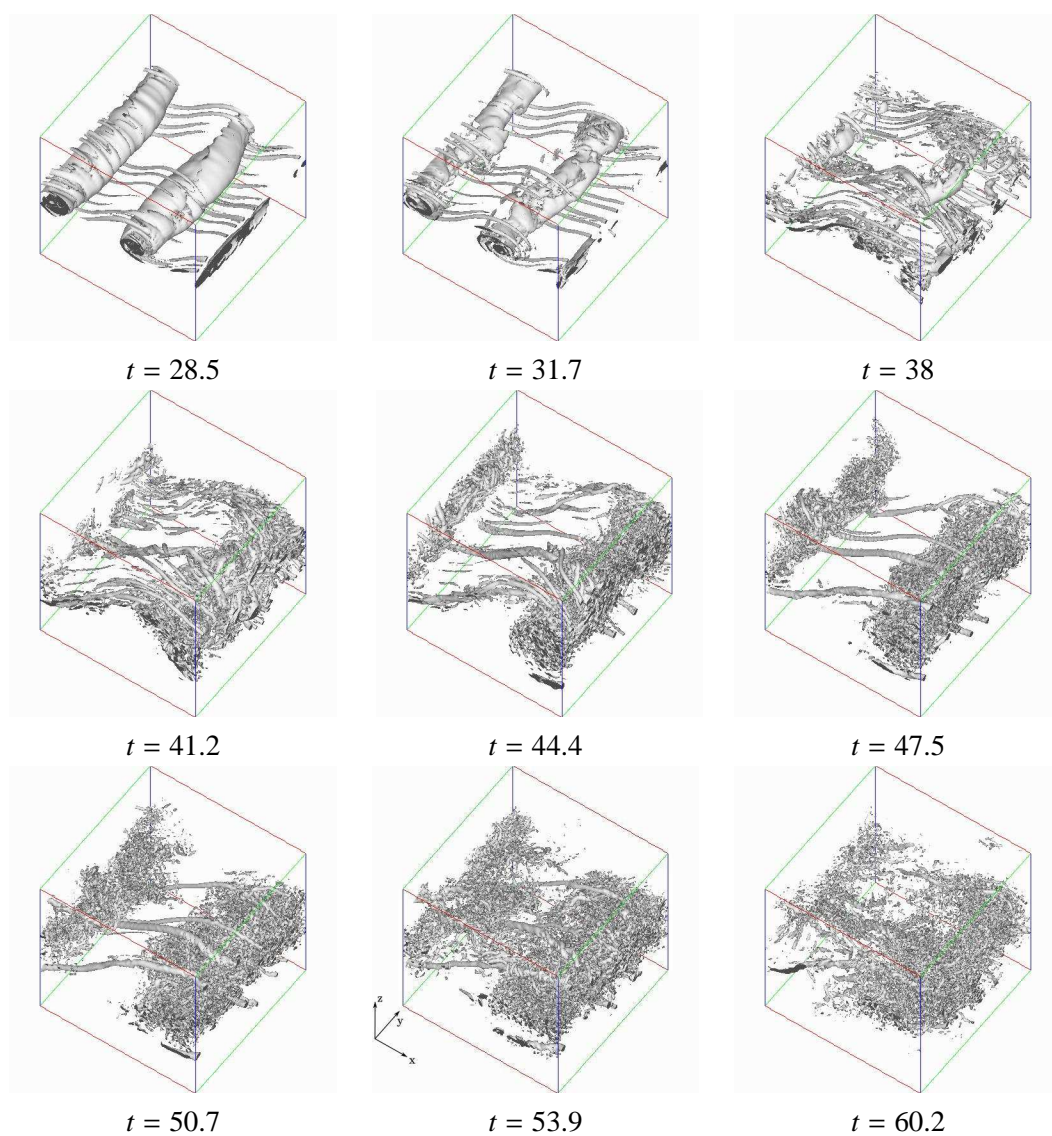 t = 28.5
t = 31.7
t = 38
t = 41.2
t = 44.4
t = 47.5
z
y
x
t = 50.7
t = 53.9
t = 60.2